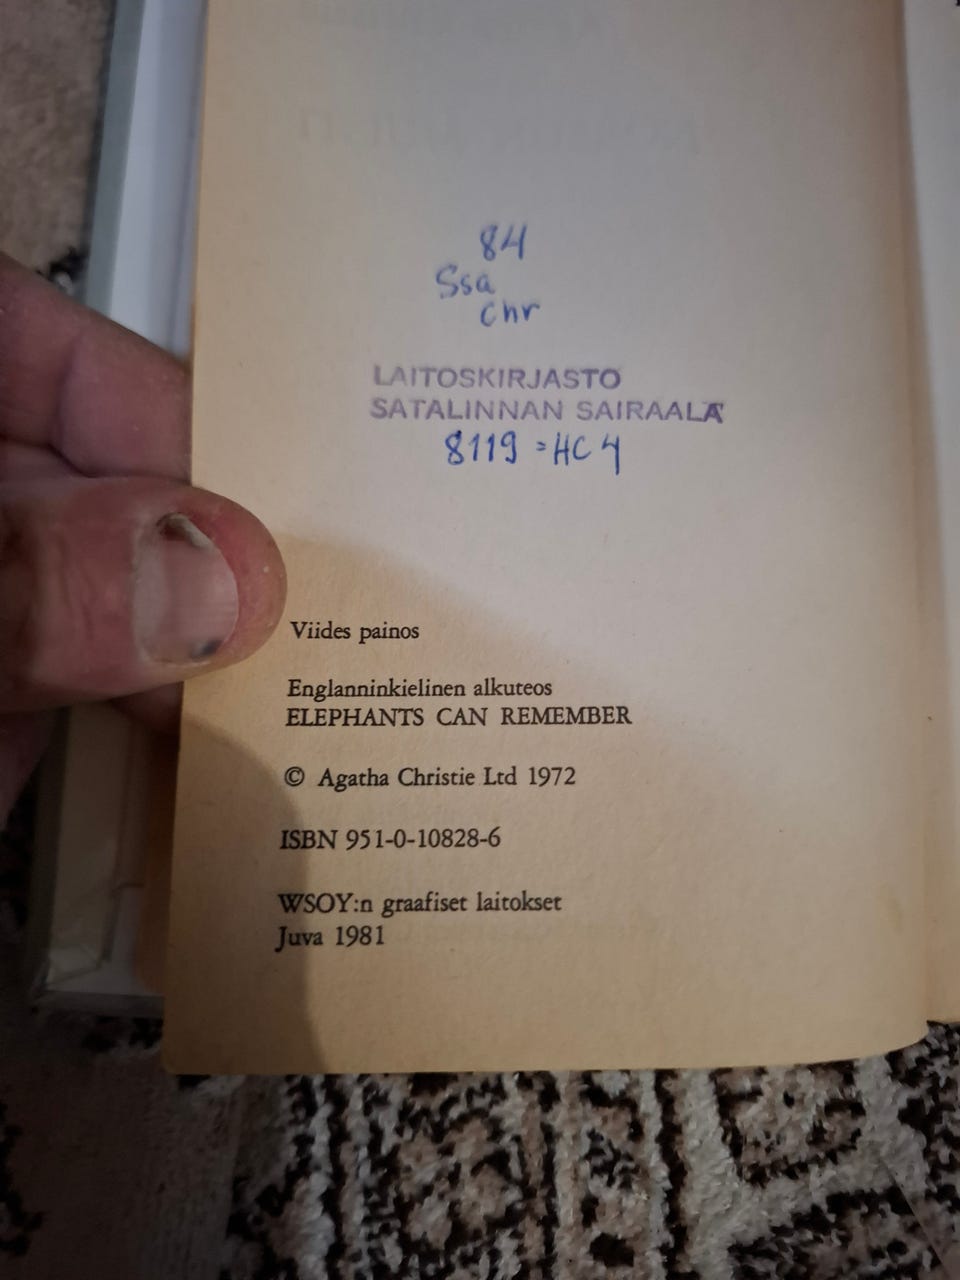 84
Ssa
Chr
LAITOSKIRJASTO
SATALINNAN SAIRAALA
8119 = HC 4
Viides painos
Englanninkielinen alkuteos
ELEPHANTS CAN REMEMBER
© Agatha Christie Ltd 1972
ISBN 951-0-10828-6
WSOY:n graafiset laitokset
Juva 1981